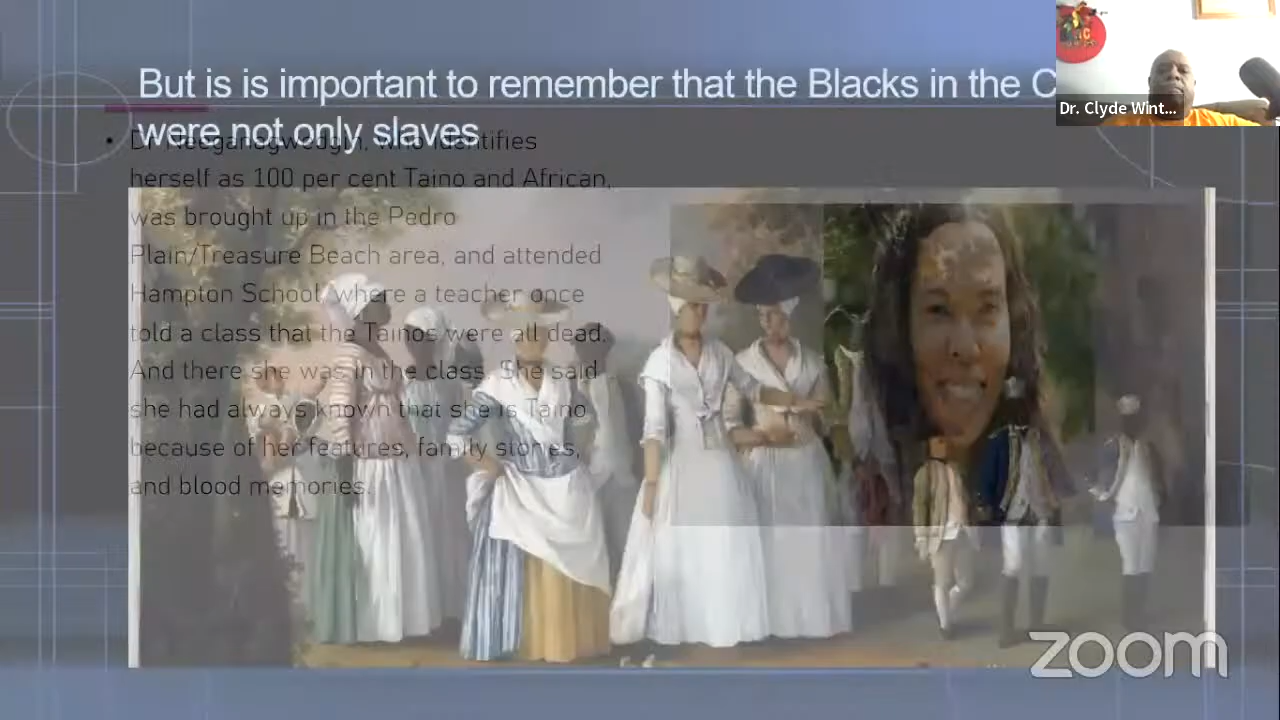 But is is important to remember that the Blacks in the C
were not only slaves
Dr. Neeganagwedgin, who identifies
herself as 100 per cent Taino and African,
was brought up in the Pedro
Plain/Treasure Beach area, and attended
Hampton School, where a teacher once
told a class that the Tainos were all dead.
And there she was in the class. She said
she had always known that she is Taino
because of her features, family stories,
and blood memories.
Dr. Clyde Wint...
zoom